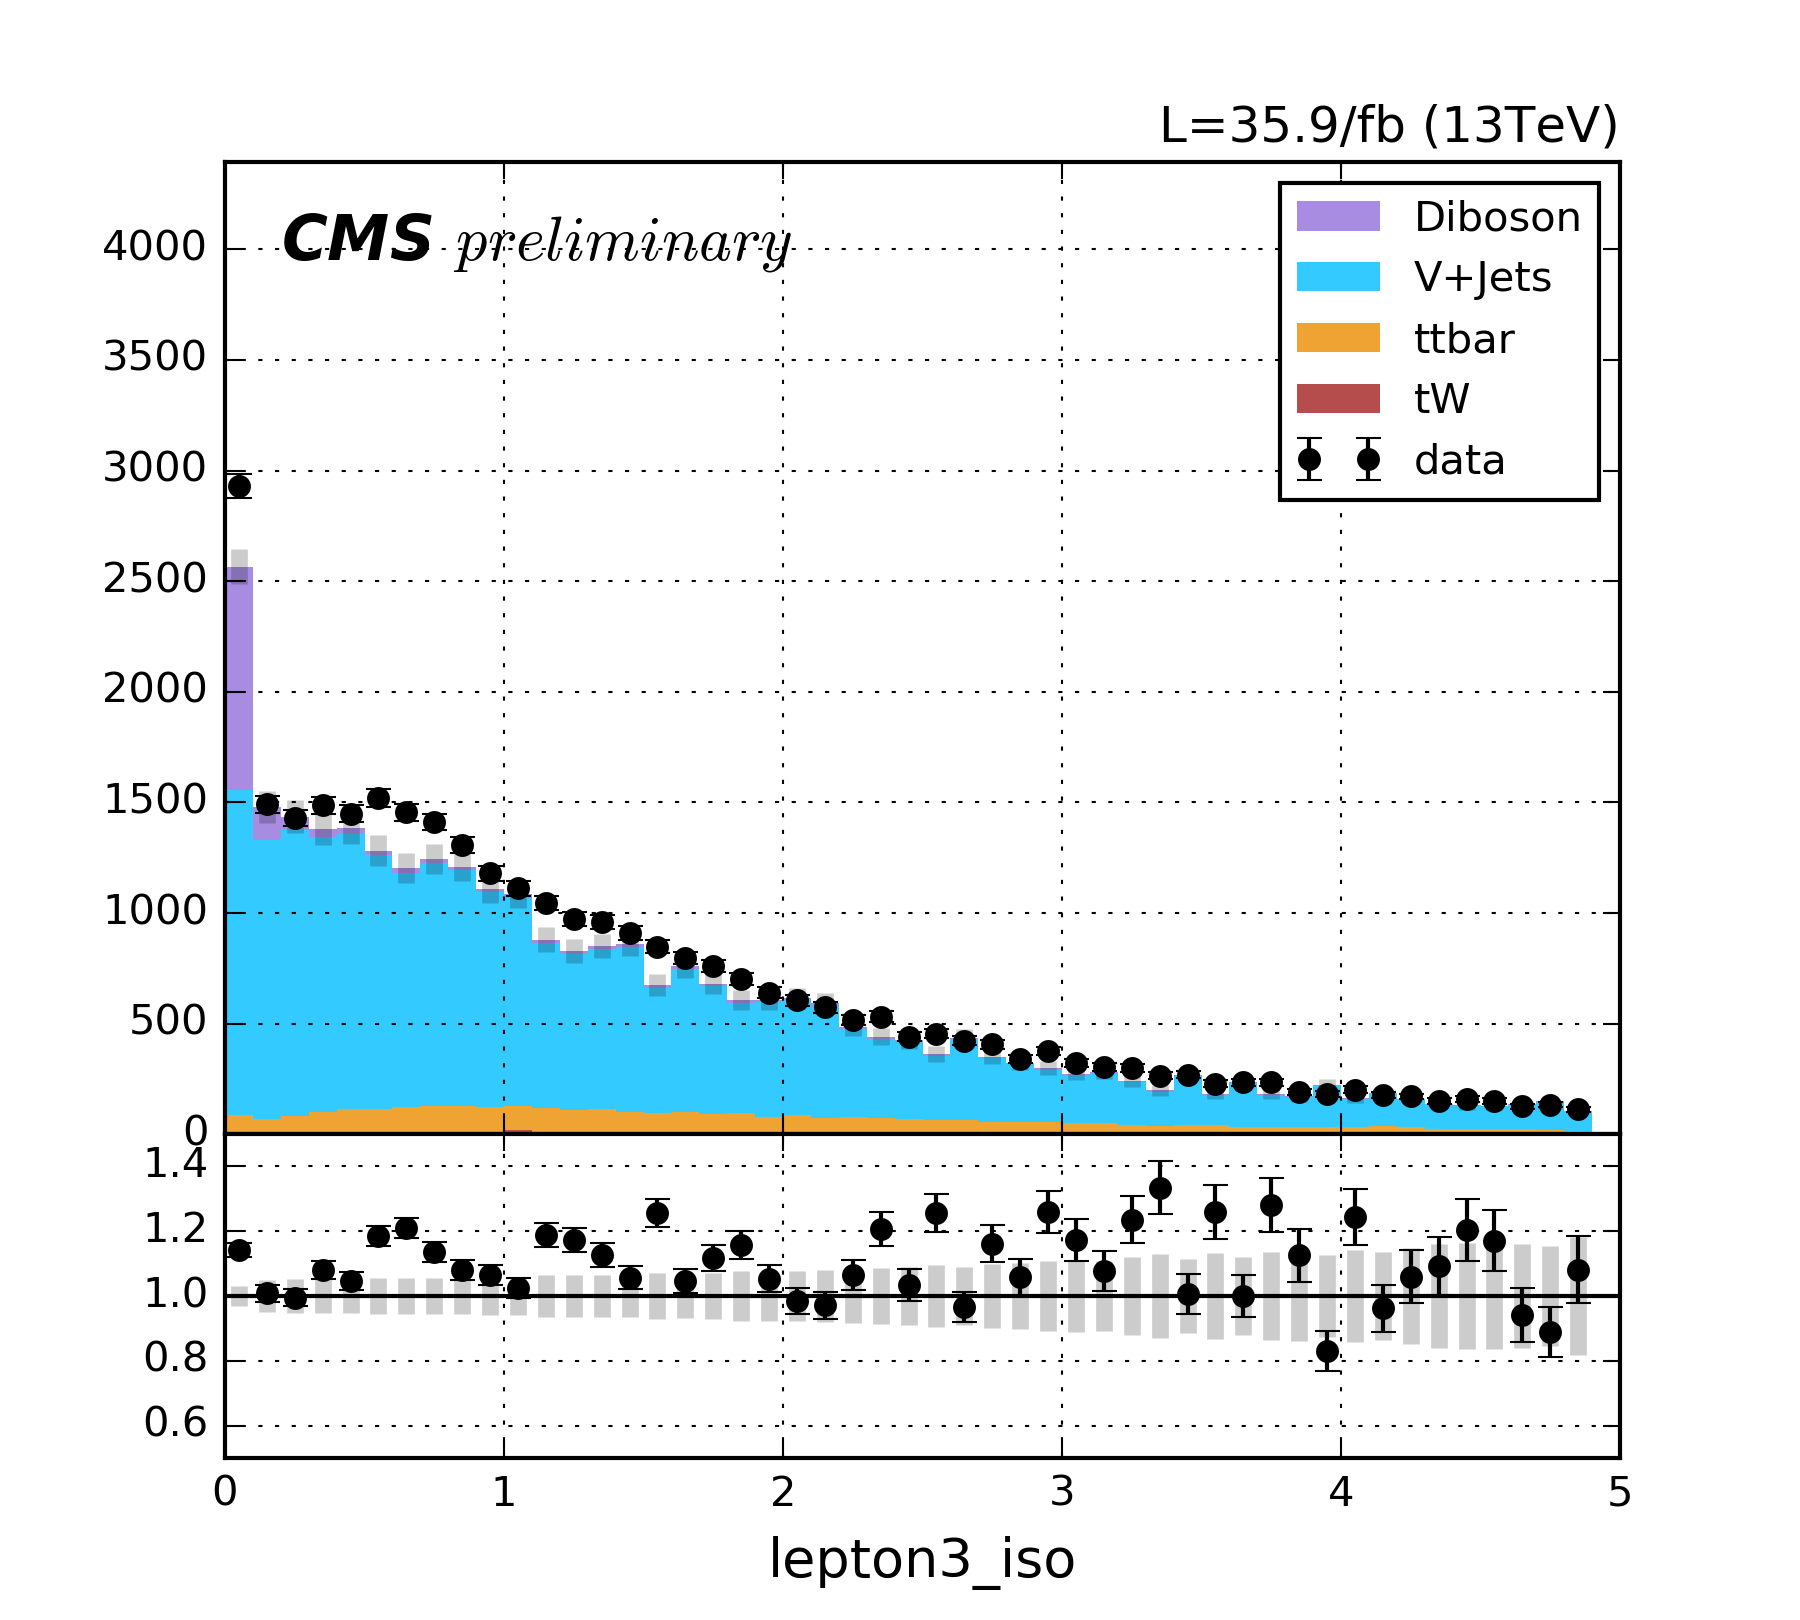 L=35.9/fb (13TeV)
CMS preliminary
Diboson
V+Jets
ttbar
tW
data
4000
3500
3000
2500
2000
1500
1000
500
0
1.4
1.2
1.0
0.8
0.6
0 1 2 3 4 5
lepton3_iso